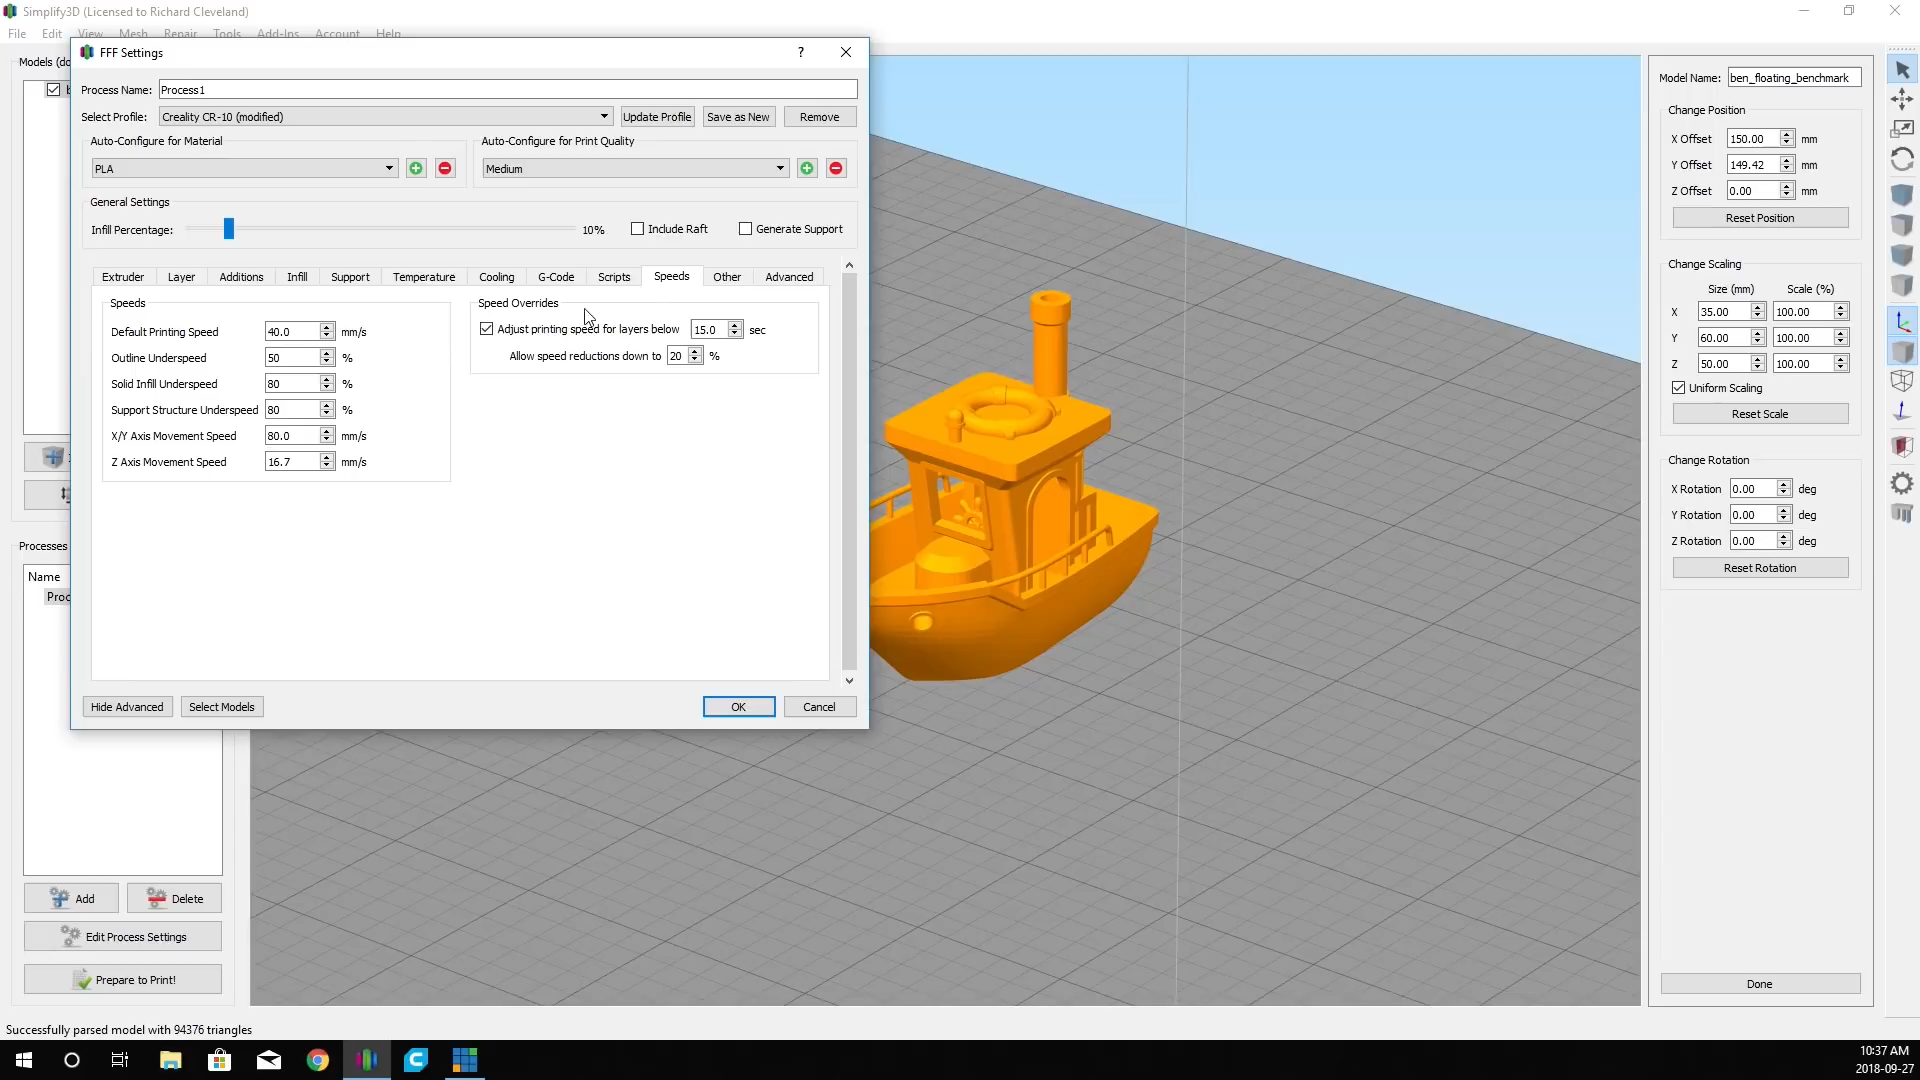 Simplify3D (Licensed to Richard Cleveland)
File Edit View Mesh Repair Tools Add-Ins Account Help
Models (do
FFF Settings
?
Process Name: Process1
Select Profile: Creality CR-10 (modified) Update Profile Save as New Remove
Auto-Configure for Material
PLA
Auto-Configure for Print Quality
Medium
General Settings
Infill Percentage: 10% Include Raft Generate Support
Extruder Layer Additions Infill Support Temperature Cooling G-Code Scripts Speeds Other Advanced
Speeds
Default Printing Speed 40.0 mm/s
Outline Underspeed 50 %
Solid Infill Underspeed 80 %
Support Structure Underspeed 80 %
X/Y Axis Movement Speed 80.0 mm/s
Z Axis Movement Speed 16.7 mm/s
Speed Overrides
Adjust printing speed for layers below 15.0 sec
Allow speed reductions down to 20 %
Hide Advanced Select Models OK Cancel
Processes
Name
Proc
Add Delete
Edit Process Settings
Prepare to Print!
Model Name: ben_floating_benchmark
Change Position
X Offset 150.00 mm
Y Offset 149.42 mm
Z Offset 0.00 mm
Reset Position
Change Scaling
Size (mm) Scale (%)
X 35.00 100.00
Y 60.00 100.00
Z 50.00 100.00
Uniform Scaling
Reset Scale
Change Rotation
X Rotation 0.00 deg
Y Rotation 0.00 deg
Z Rotation 0.00 deg
Reset Rotation
Done
Successfully parsed model with 94376 triangles
10:37 AM
2018-09-27